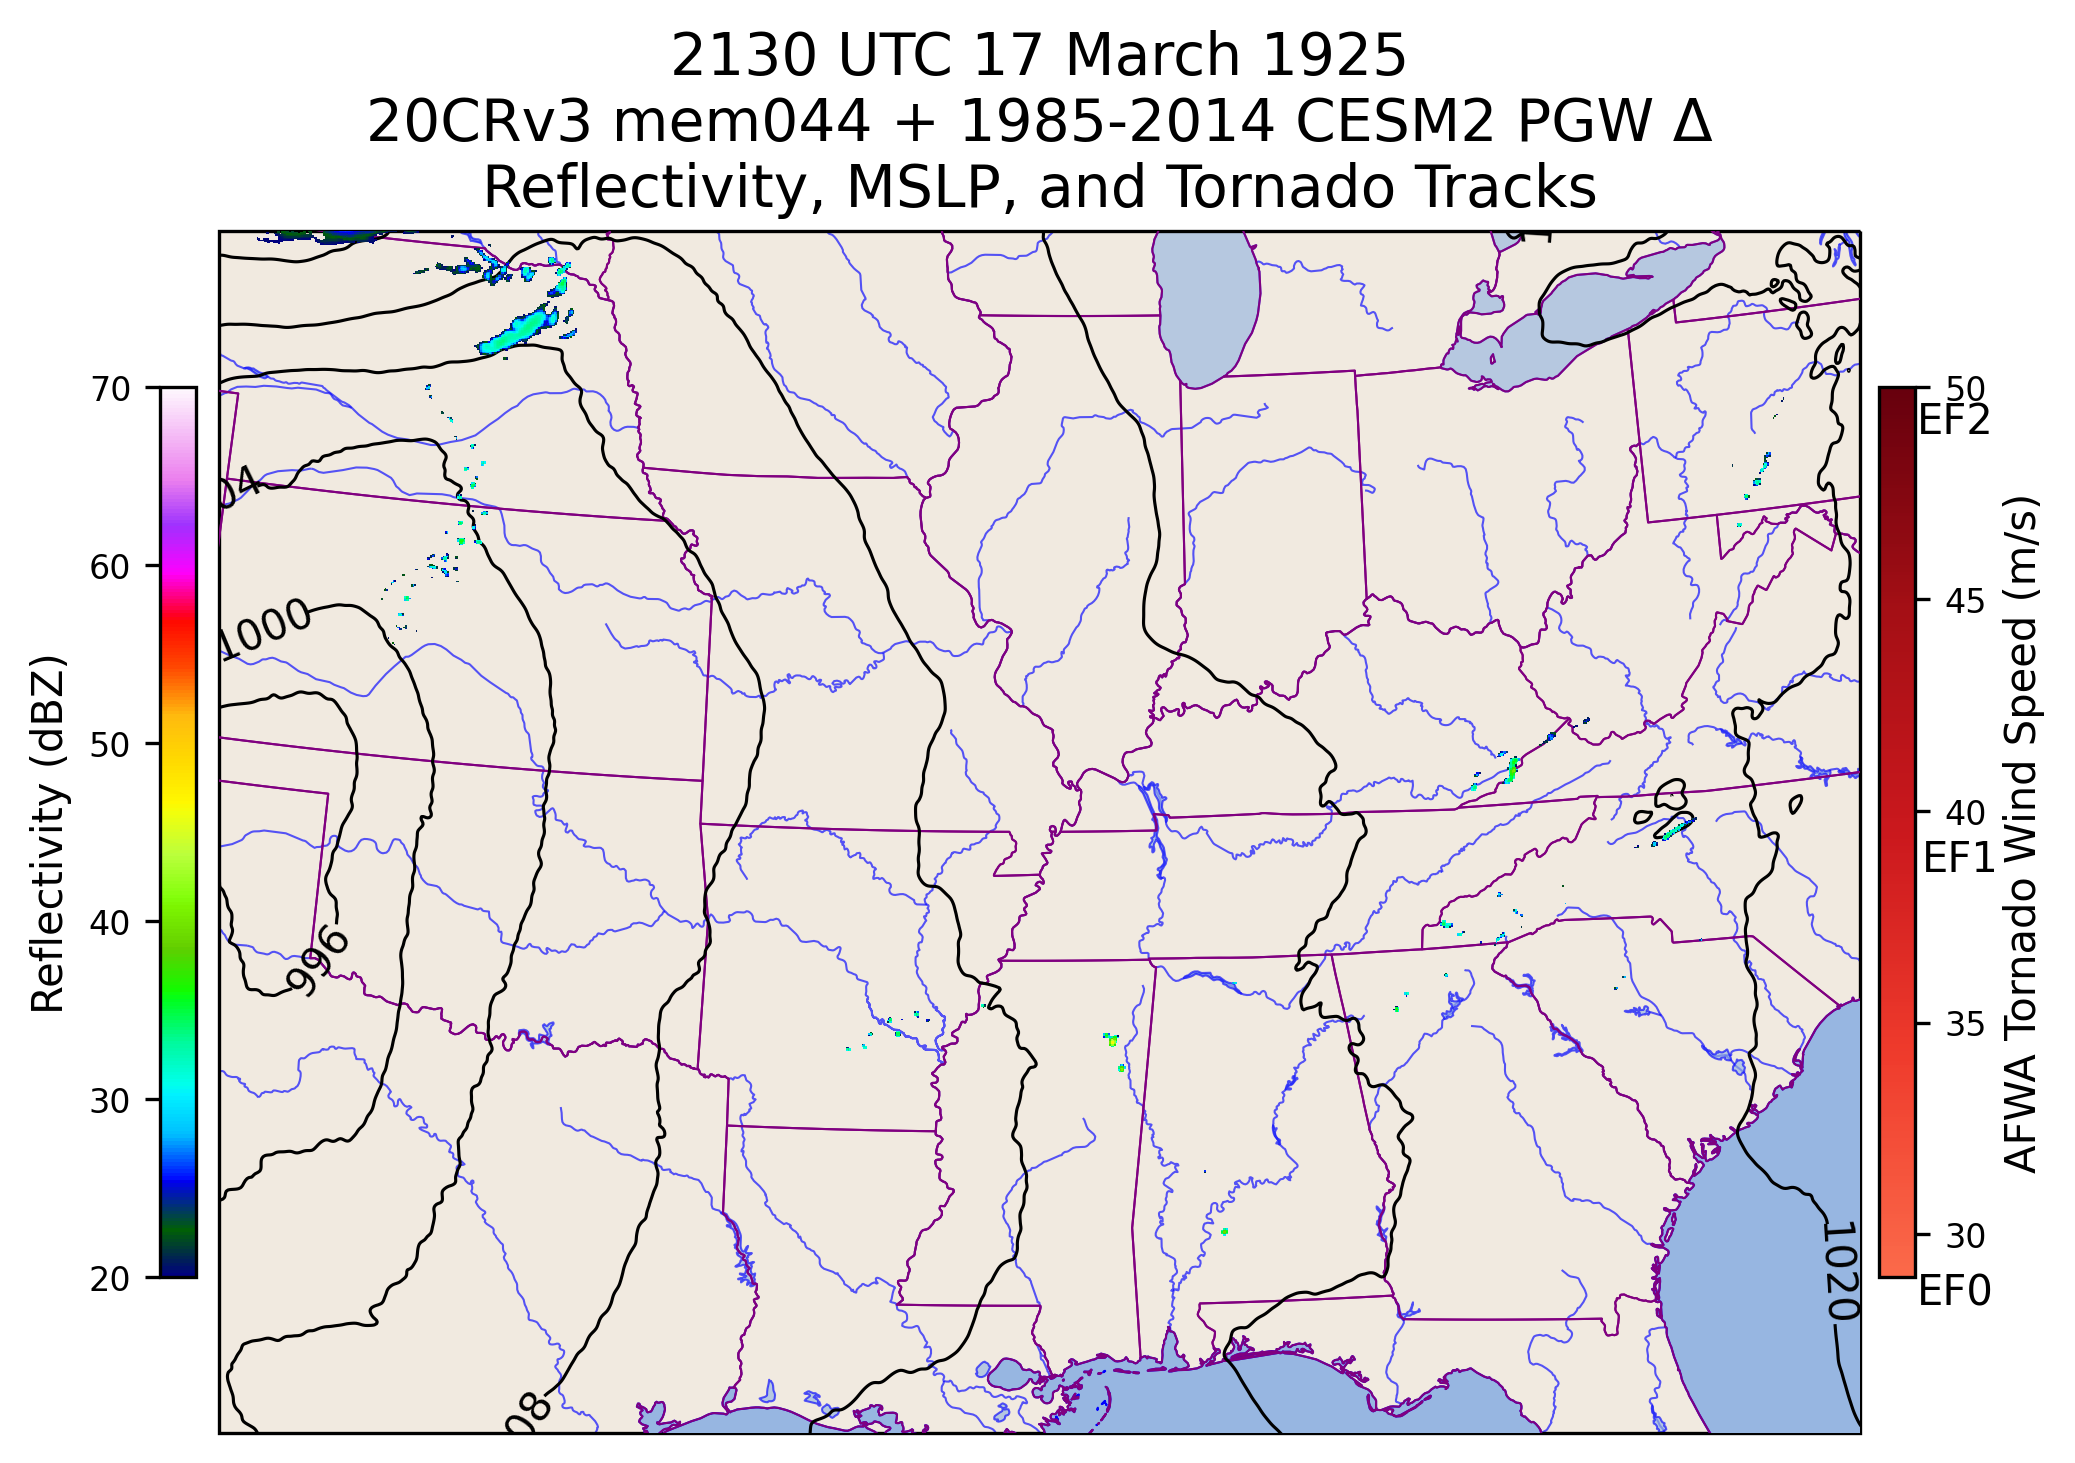 2130 UTC 17 March 1925
20CRv3 mem044 + 1985-2014 CESM2 PGW Δ
Reflectivity, MSLP, and Tornado Tracks
70
60
50
40
30
20
Reflectivity (dBZ)
04
1000
996
08
1020
50
EF2
45
40
EF1
35
30
EF0
AFWA Tornado Wind Speed (m/s)